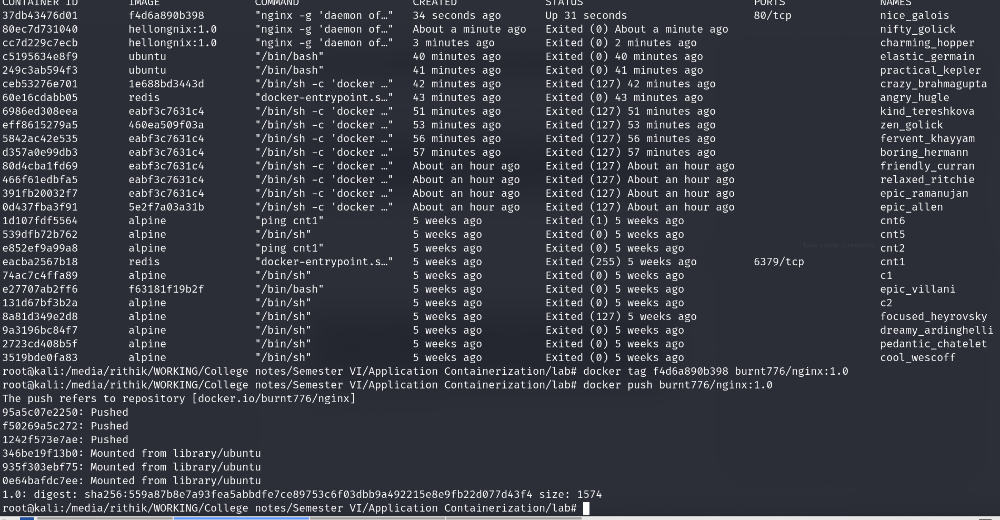 CONTAINER ID        IMAGE               COMMAND                  CREATED              STATUS                           PORTS               NAMES
37db43476d01        f4d6a890b398        "nginx -g 'daemon of…"   34 seconds ago       Up 31 seconds                    80/tcp              nice_galois
80ec7d731040        hellongnix:1.0      "nginx -g 'daemon of…"   About a minute ago   Exited (0) About a minute ago                        nifty_golick
cc7d229c7ecb        hellongnix:1.0      "nginx -g 'daemon of…"   3 minutes ago        Exited (0) 2 minutes ago                             charming_hopper
c5195634e8f9        ubuntu              "/bin/bash"              40 minutes ago       Exited (0) 40 minutes ago                            elastic_germain
249c3ab594f3        ubuntu              "/bin/bash"              41 minutes ago       Exited (0) 41 minutes ago                            practical_kepler
ceb53276e701        1e688bd3443d        "/bin/sh -c 'docker …"   42 minutes ago       Exited (127) 42 minutes ago                          crazy_brahmagupta
60e16cdabb05        redis               "docker-entrypoint.s…"   43 minutes ago       Exited (0) 43 minutes ago                            angry_hugle
6986ed308eea        eabf3c7631c4        "/bin/sh -c 'docker …"   51 minutes ago       Exited (127) 51 minutes ago                          kind_tereshkova
eff8615279a5        460ea509f03a        "/bin/sh -c 'docker …"   53 minutes ago       Exited (127) 53 minutes ago                          zen_golick
5842ac42e535        eabf3c7631c4        "/bin/sh -c 'docker …"   56 minutes ago       Exited (127) 56 minutes ago                          fervent_khayyam
d357a0e99db3        eabf3c7631c4        "/bin/sh -c 'docker …"   57 minutes ago       Exited (127) 57 minutes ago                          boring_hermann
80d4cba1fd69        eabf3c7631c4        "/bin/sh -c 'docker …"   About an hour ago    Exited (127) About an hour ago                       friendly_curran
466f61edbfa5        eabf3c7631c4        "/bin/sh -c 'docker …"   About an hour ago    Exited (127) About an hour ago                       relaxed_ritchie
391fb20032f7        eabf3c7631c4        "/bin/sh -c 'docker …"   About an hour ago    Exited (127) About an hour ago                       epic_ramanujan
0d437fba3f91        5e2f7a03a31b        "/bin/sh -c 'docker …"   About an hour ago    Exited (127) About an hour ago                       epic_allen
1d107fdf5564        alpine              "ping cnt1"              5 weeks ago          Exited (1) 5 weeks ago                               cnt6
539dfb72b762        alpine              "/bin/sh"                5 weeks ago          Exited (0) 5 weeks ago                               cnt5
Take a New Screenshot
e852ef9a99a8        alpine              "ping cnt1"              5 weeks ago          Exited (0) 5 weeks ago                               cnt2
eacba2567b18        redis               "docker-entrypoint.s…"   5 weeks ago          Exited (255) 5 weeks ago         6379/tcp            cnt1
74ac7c4ffa89        alpine              "/bin/sh"                5 weeks ago          Exited (0) 5 weeks ago                               c1
e27707ab2ff6        f63181f19b2f        "/bin/bash"              5 weeks ago          Exited (0) 5 weeks ago                               epic_villani
131d67bf3b2a        alpine              "/bin/sh"                5 weeks ago          Exited (0) 5 weeks ago                               c2
8a81d349e2d8        alpine              "/bin/sh"                5 weeks ago          Exited (127) 5 weeks ago                             focused_heyrovsky
9a3196bc84f7        alpine              "/bin/sh"                5 weeks ago          Exited (0) 5 weeks ago                               dreamy_ardinghelli
2723cd408b5f        alpine              "/bin/sh"                5 weeks ago          Exited (0) 5 weeks ago                               pedantic_chatelet
3519bde0fa83        alpine              "/bin/sh"                5 weeks ago          Exited (0) 5 weeks ago                               cool_wescoff
root@kali:/media/rithik/WORKING/College notes/Semester VI/Application Containerization/lab# docker tag f4d6a890b398 burnt776/nginx:1.0
root@kali:/media/rithik/WORKING/College notes/Semester VI/Application Containerization/lab# docker push burnt776/nginx:1.0
The push refers to repository [docker.io/burnt776/nginx]
95a5c07e2250: Pushed
f50269a5c272: Pushed
1242f573e7ae: Pushed
346be19f13b0: Mounted from library/ubuntu
935f303ebf75: Mounted from library/ubuntu
0e64bafdc7ee: Mounted from library/ubuntu
1.0: digest: sha256:559a87b8e7a93fea5abbdfe7ce89753c6f03dbb9a492215e8e9fb22d077d43f4 size: 1574
root@kali:/media/rithik/WORKING/College notes/Semester VI/Application Containerization/lab#